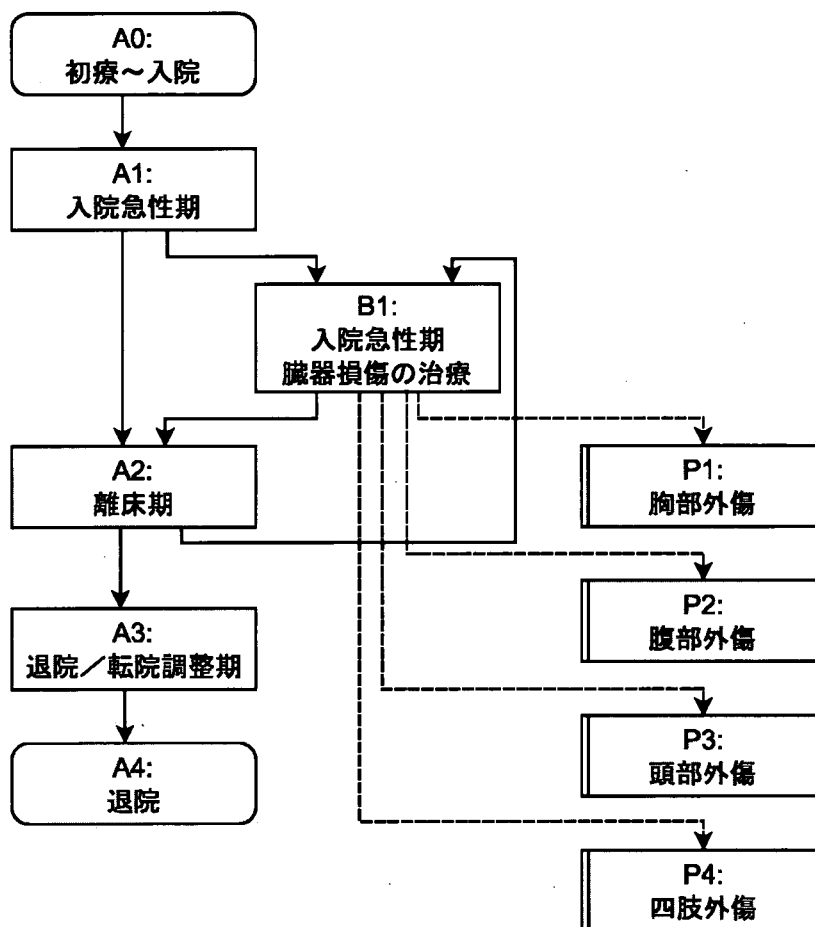 A0:
初療～入院
A1:
入院急性期
B1:
入院急性期
臓器損傷の治療
A2:
離床期
P1:
胸部外傷
P2:
腹部外傷
A3:
退院／転院調整期
P3:
頭部外傷
A4:
退院
P4:
四肢外傷